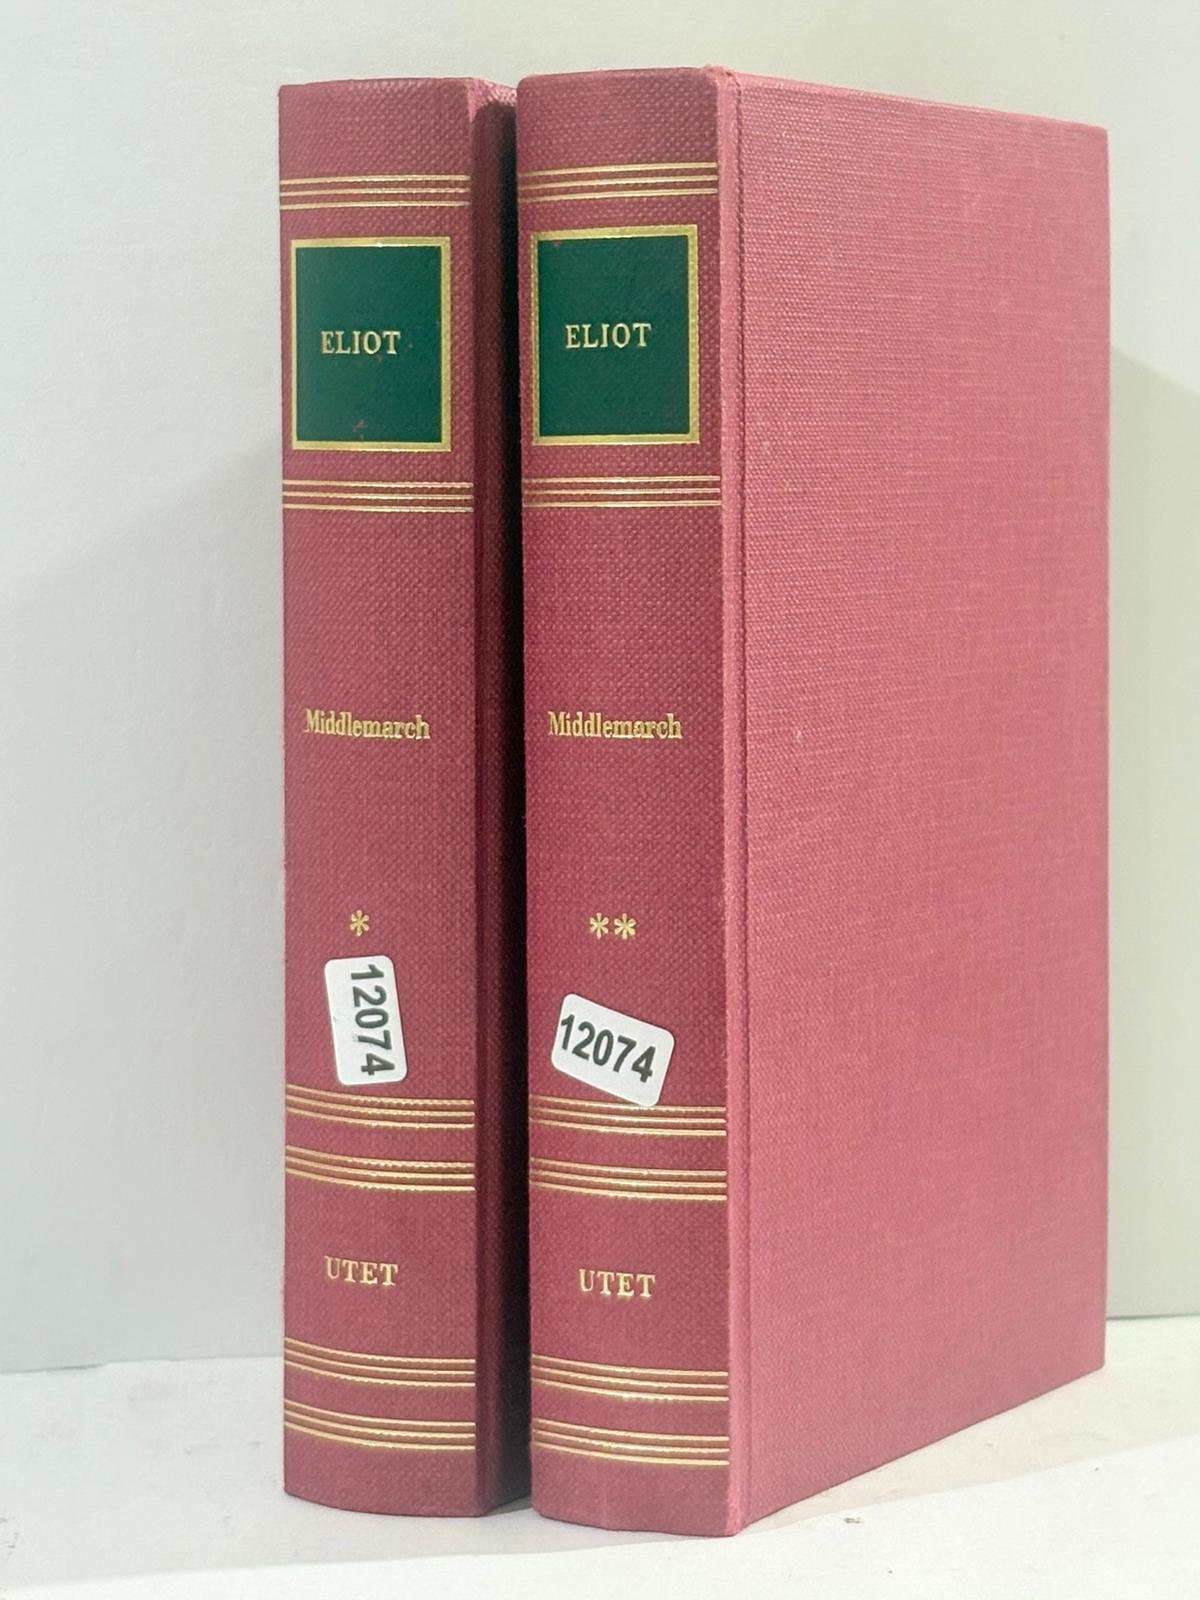 ELIOT
Middlemarch
*
12074
UTET
ELIOT
Middlemarch
**
12074
UTET